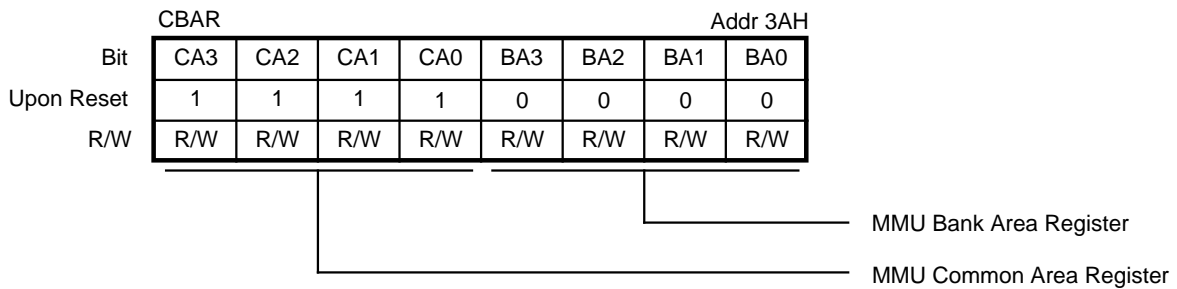 CBAR Addr 3AH
Bit CA3 CA2 CA1 CA0 BA3 BA2 BA1 BA0
Upon Reset 1 1 1 1 0 0 0 0
R/W R/W R/W R/W R/W R/W R/W R/W R/W
MMU Bank Area Register
MMU Common Area Register